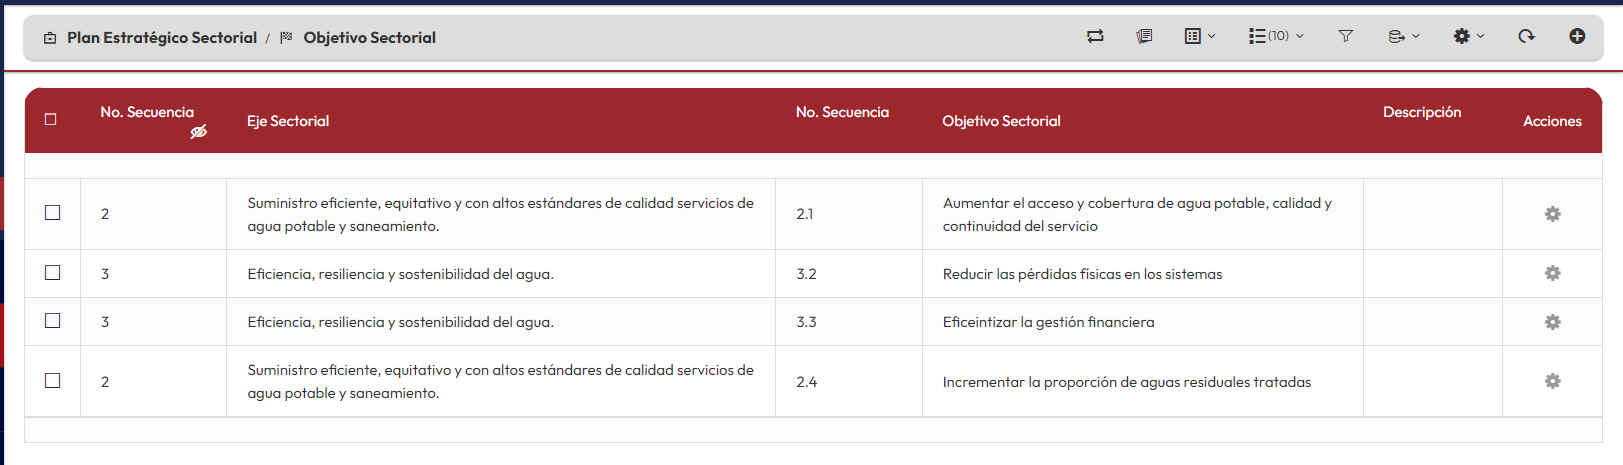 Plan Estratégico Sectorial / Objetivo Sectorial
(10)
No. Secuencia
Eje Sectorial
No. Secuencia
Objetivo Sectorial
Descripción
Acciones
2
Suministro eficiente, equitativo y con altos estándares de calidad servicios de
agua potable y saneamiento.
2.1
Aumentar el acceso y cobertura de agua potable, calidad y
continuidad del servicio
3
Eficiencia, resiliencia y sostenibilidad del agua.
3.2
Reducir las pérdidas físicas en los sistemas
3
Eficiencia, resiliencia y sostenibilidad del agua.
3.3
Eficeintizar la gestión financiera
2
Suministro eficiente, equitativo y con altos estándares de calidad servicios de
agua potable y saneamiento.
2.4
Incrementar la proporción de aguas residuales tratadas